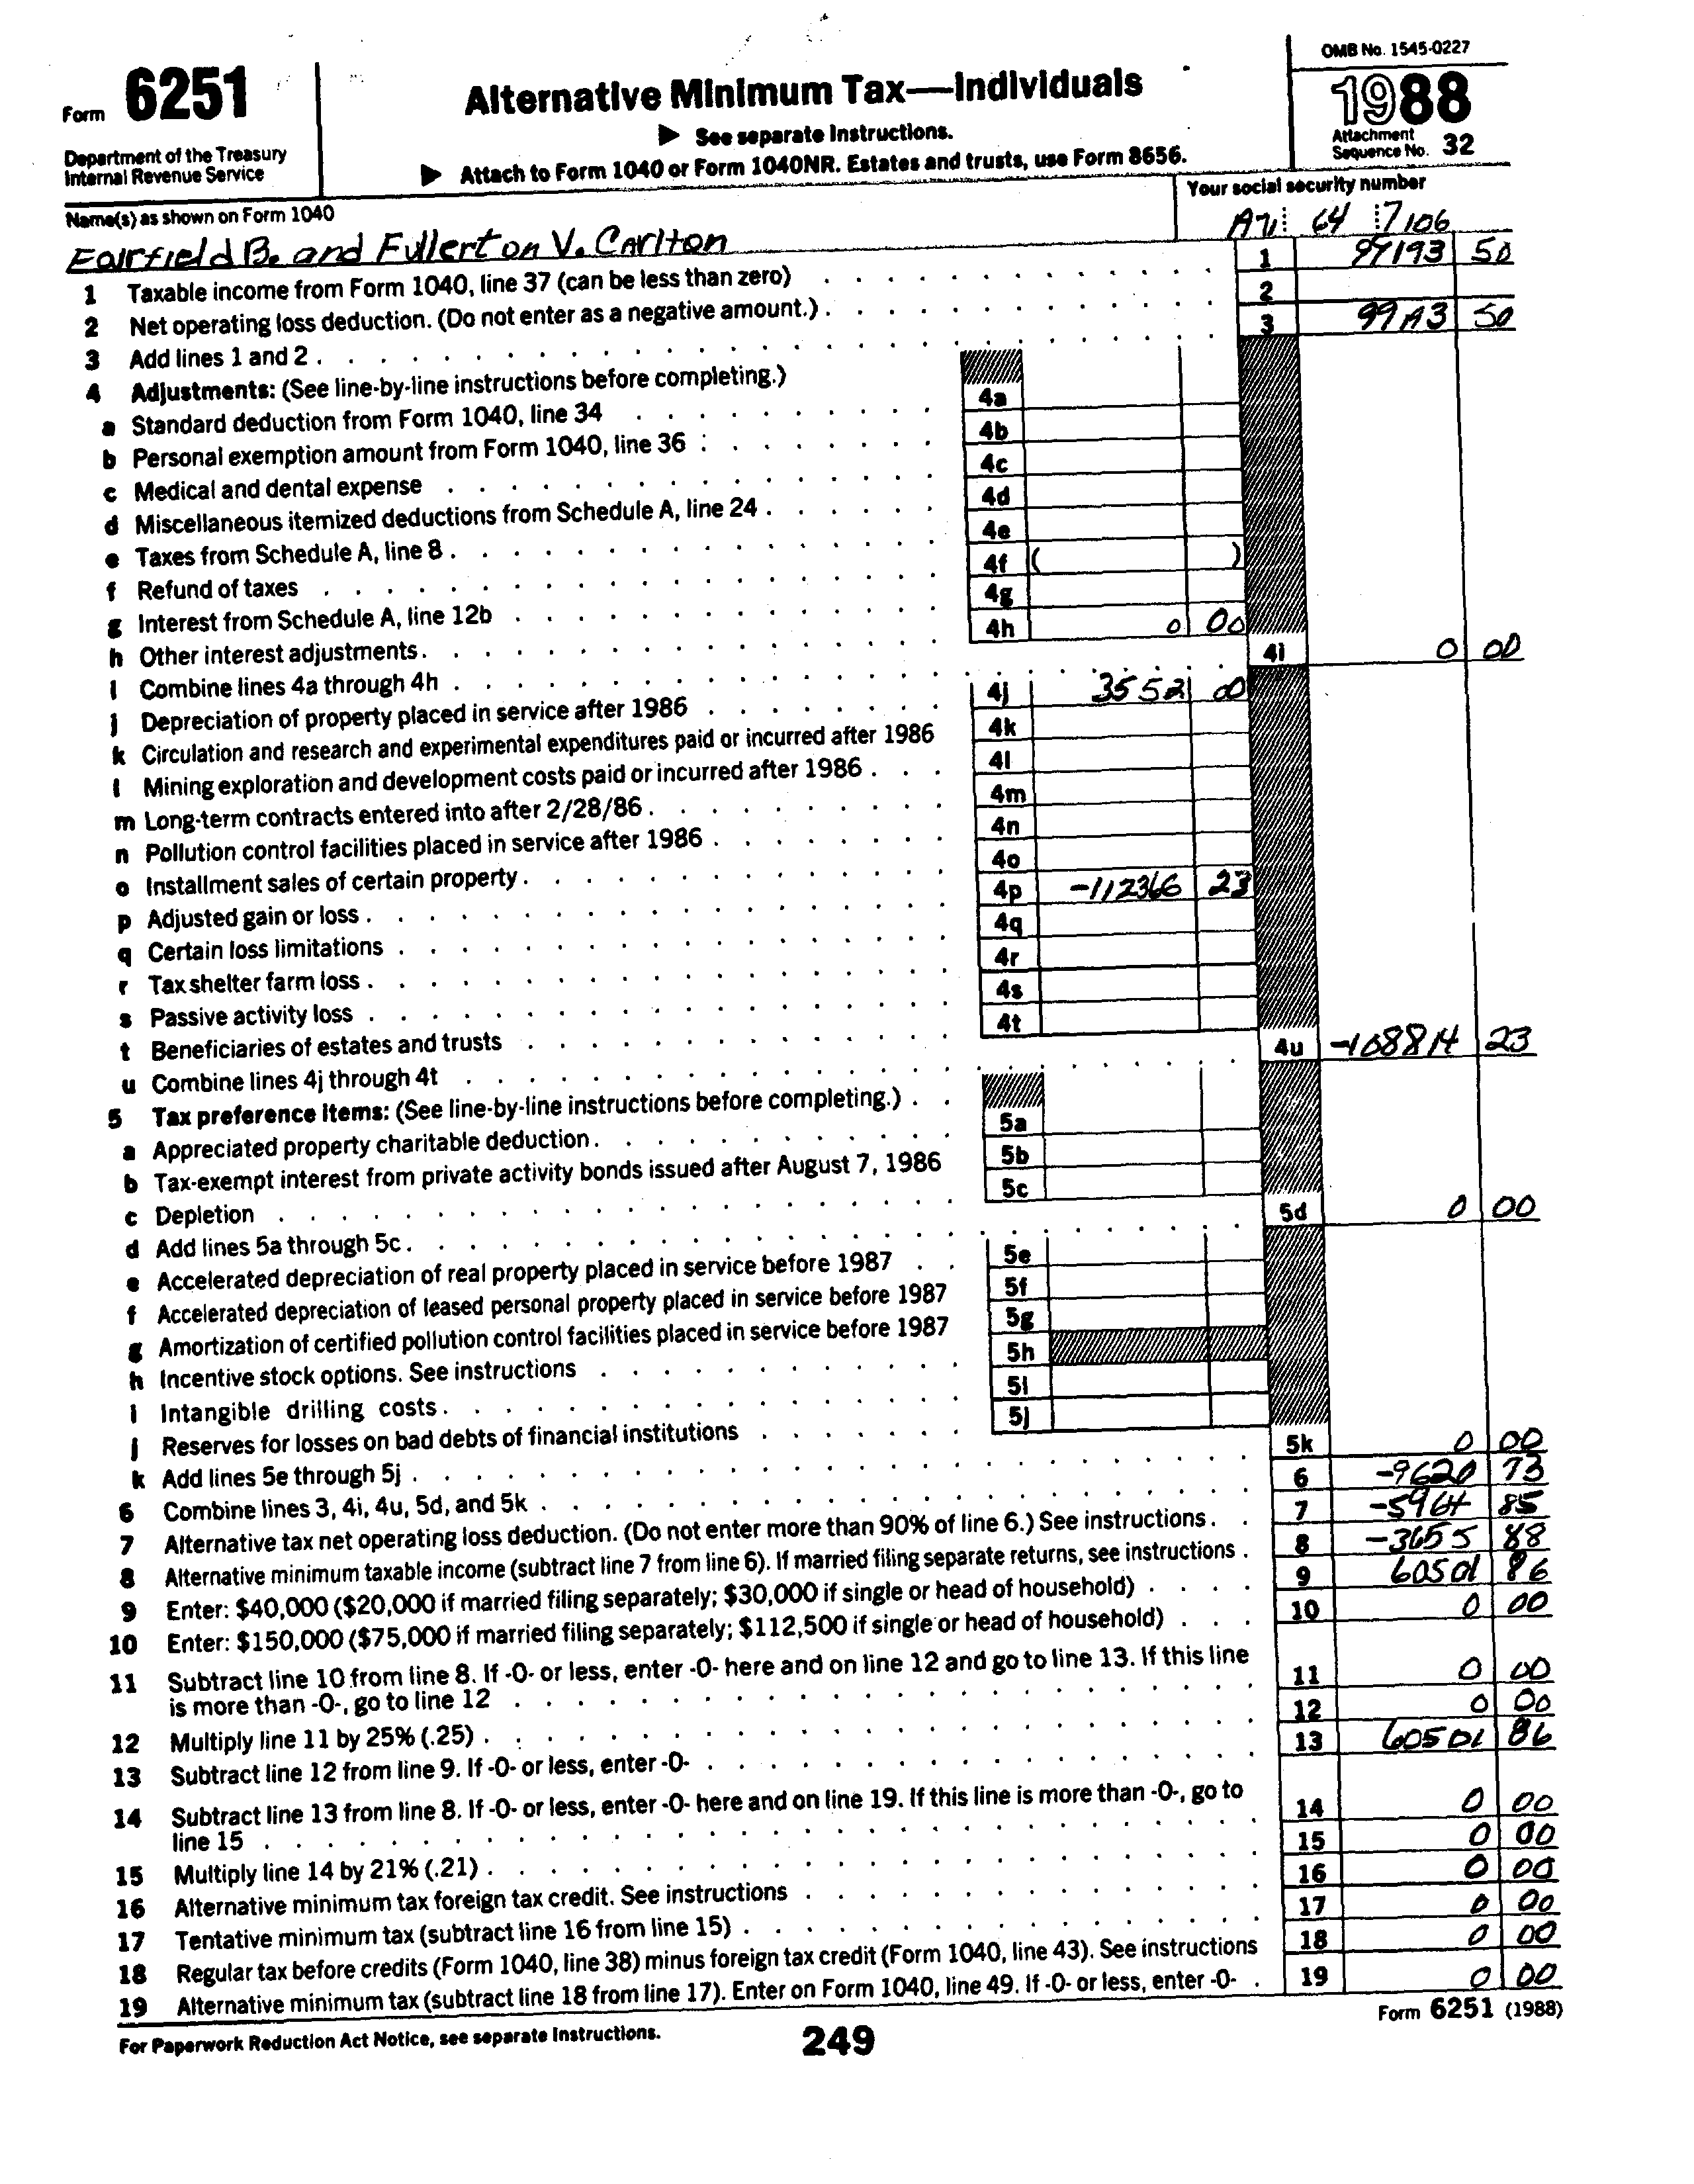 Form 6251
Department of the Treasury
Internal Revenue Service
Alternative Minimum Tax—Individuals
▶ See separate Instructions.
▶ Attach to Form 1040 or Form 1040NR. Estates and trusts, use Form 8656.
OMB No. 1545-0227
1988
Attachment
Sequence No. 32
Name(s) as shown on Form 1040
Fairfield B. and Fullerton V. Carlton
Your social security number
64 7106
1 Taxable income from Form 1040, line 37 (can be less than zero) 1 99193 50
2 Net operating loss deduction. (Do not enter as a negative amount.) 2
3 Add lines 1 and 2 3 99193 50
4 Adjustments: (See line-by-line instructions before completing.)
a Standard deduction from Form 1040, line 34 4a
b Personal exemption amount from Form 1040, line 36 4b
c Medical and dental expense 4c
d Miscellaneous itemized deductions from Schedule A, line 24 4d
e Taxes from Schedule A, line 8 4e
f Refund of taxes 4f ( )
g Interest from Schedule A, line 12b 4g
h Other interest adjustments 4h 0 00
i Combine lines 4a through 4h 4i 0 00
j Depreciation of property placed in service after 1986 4j 3552 00
k Circulation and research and experimental expenditures paid or incurred after 1986 4k
l Mining exploration and development costs paid or incurred after 1986 4l
m Long-term contracts entered into after 2/28/86 4m
n Pollution control facilities placed in service after 1986 4n
o Installment sales of certain property 4o
p Adjusted gain or loss 4p -112366 23
q Certain loss limitations 4q
r Tax shelter farm loss 4r
s Passive activity loss 4s
t Beneficiaries of estates and trusts 4t
u Combine lines 4j through 4t 4u -108814 23
5 Tax preference items: (See line-by-line instructions before completing.)
a Appreciated property charitable deduction 5a
b Tax-exempt interest from private activity bonds issued after August 7, 1986 5b
c Depletion 5c
d Add lines 5a through 5c 5d 0 00
e Accelerated depreciation of real property placed in service before 1987 5e
f Accelerated depreciation of leased personal property placed in service before 1987 5f
g Amortization of certified pollution control facilities placed in service before 1987 5g
h Incentive stock options. See instructions 5h
i Intangible drilling costs 5i
j Reserves for losses on bad debts of financial institutions 5j
k Add lines 5e through 5j 5k 0 00
6 Combine lines 3, 4i, 4u, 5d, and 5k 6 -9620 73
7 Alternative tax net operating loss deduction. (Do not enter more than 90% of line 6.) See instructions 7 -5964 85
8 Alternative minimum taxable income (subtract line 7 from line 6). If married filing separate returns, see instructions 8 -3655 88
9 Enter: $40,000 ($20,000 if married filing separately; $30,000 if single or head of household) 9 60501 86
10 Enter: $150,000 ($75,000 if married filing separately; $112,500 if single or head of household) 10 0 00
11 Subtract line 10 from line 8. If -0- or less, enter -0- here and on line 12 and go to line 13. If this line
is more than -0-, go to line 12 11 0 00
12 Multiply line 11 by 25% (.25) 12 0 00
13 Subtract line 12 from line 9. If -0- or less, enter -0- 13 60501 86
14 Subtract line 13 from line 8. If -0- or less, enter -0- here and on line 19. If this line is more than -0-, go to
line 15 14 0 00
15 Multiply line 14 by 21% (.21) 15 0 00
16 Alternative minimum tax foreign tax credit. See instructions 16 0 00
17 Tentative minimum tax (subtract line 16 from line 15) 17 0 00
18 Regular tax before credits (Form 1040, line 38) minus foreign tax credit (Form 1040, line 43). See instructions 18 0 00
19 Alternative minimum tax (subtract line 18 from line 17). Enter on Form 1040, line 49. If -0- or less, enter -0- 19 0 00
For Paperwork Reduction Act Notice, see separate Instructions.
249
Form 6251 (1988)